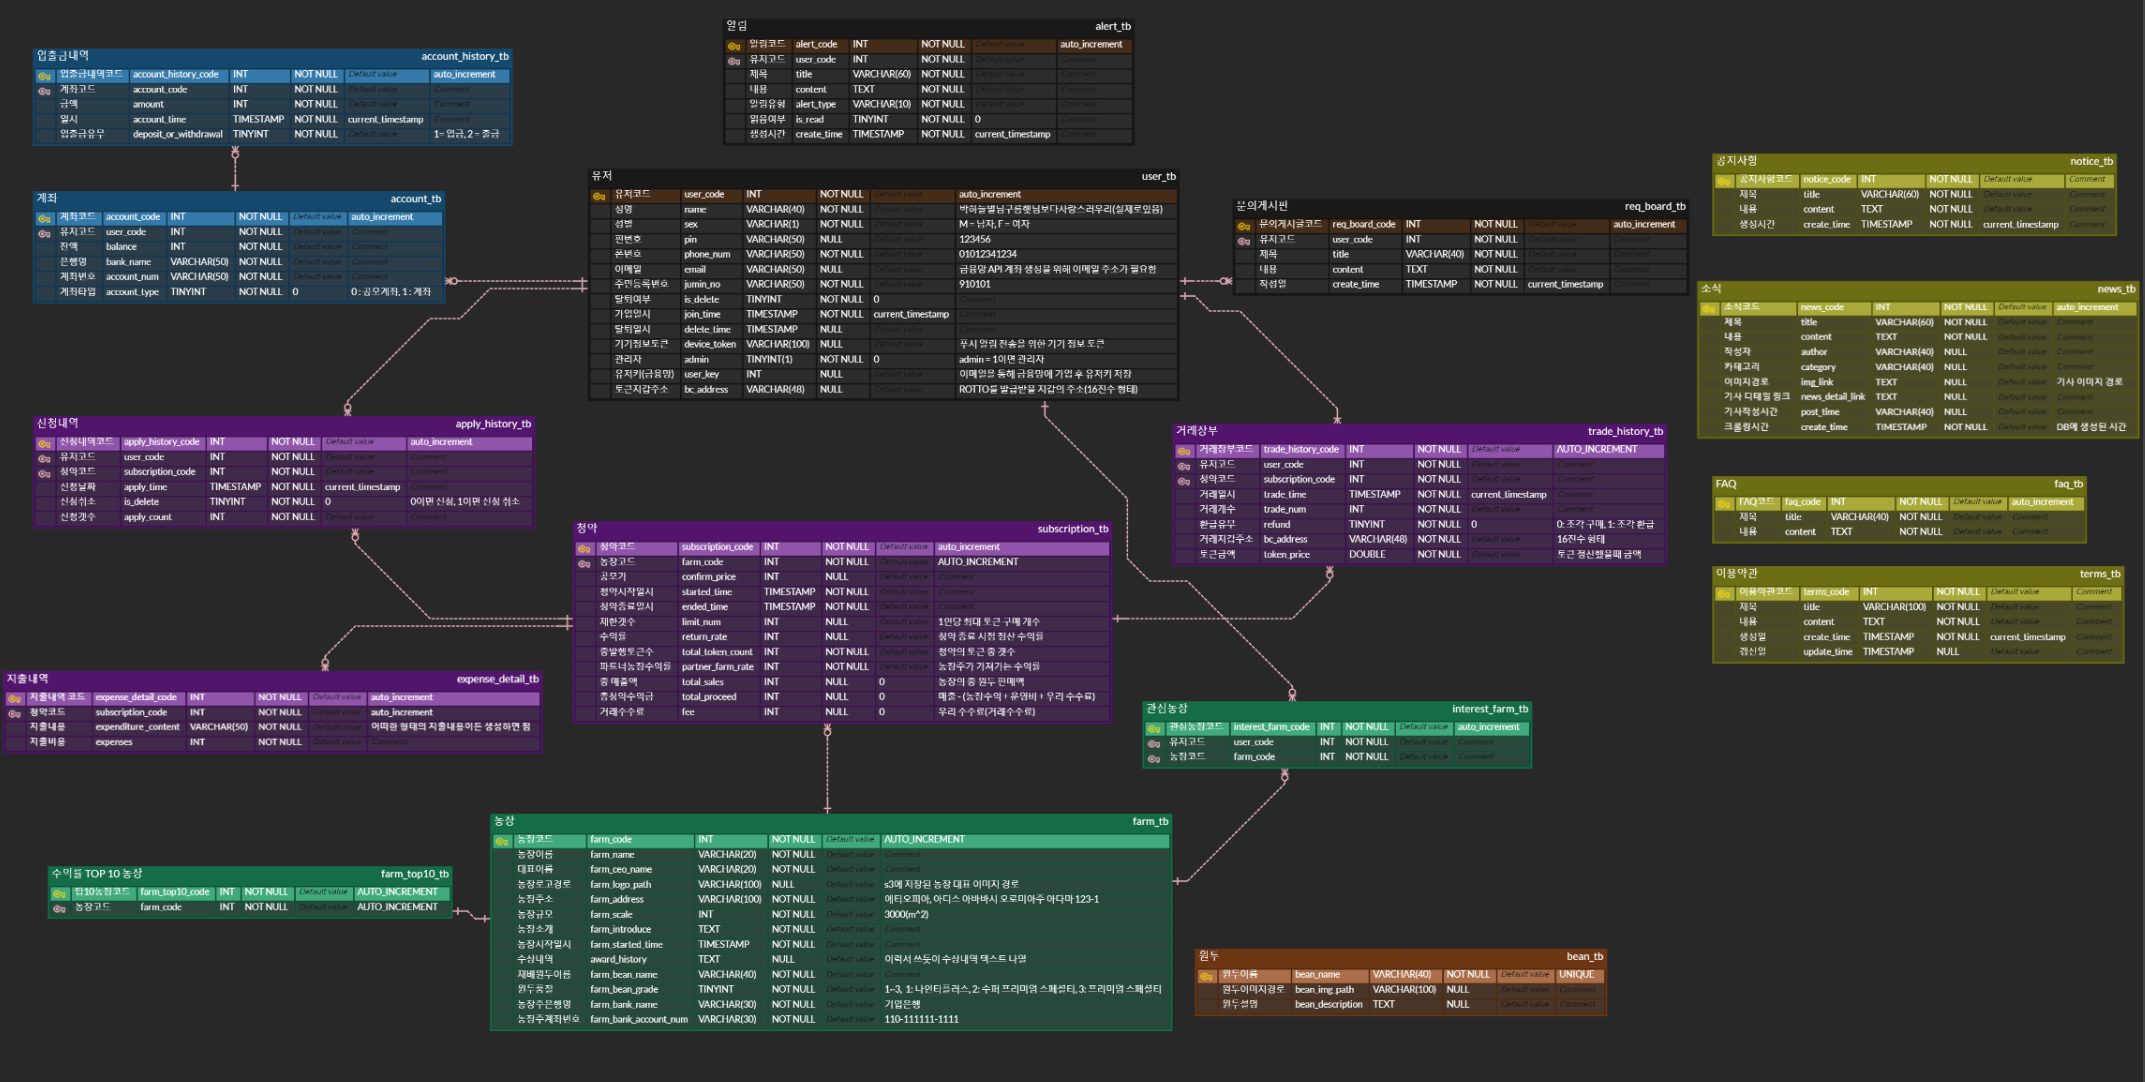 알림 alert_tb
알림코드 alert_code INT NOT NULL Default value auto_increment
유저코드 user_code INT NOT NULL Default value Comment
제목 title VARCHAR(60) NOT NULL Default value Comment
내용 content TEXT NOT NULL Default value Comment
알림유형 alert_type VARCHAR(10) NOT NULL Default value Comment
읽음여부 is_read TINYINT NOT NULL 0 Comment
생성시간 create_time TIMESTAMP NOT NULL current_timestamp Comment
입출금내역 account_history_tb
입출금내역코드 account_history_code INT NOT NULL Default value auto_increment
계좌코드 account_code INT NOT NULL Default value Comment
금액 amount INT NOT NULL Default value Comment
일시 account_time TIMESTAMP NOT NULL current_timestamp Comment
입출금유무 deposit_or_withdrawal TINYINT NOT NULL Default value 1= 입금, 2 = 출금
계좌 account_tb
계좌코드 account_code INT NOT NULL Default value auto_increment
유저코드 user_code INT NOT NULL Default value Comment
잔액 balance INT NOT NULL Default value Comment
은행명 bank_name VARCHAR(50) NOT NULL Default value Comment
계좌번호 account_num VARCHAR(50) NOT NULL Default value Comment
계좌타입 account_type TINYINT NOT NULL 0 0 : 공모계좌, 1 : 계좌
유저 user_tb
유저코드 user_code INT NOT NULL Default value auto_increment
성명 name VARCHAR(40) NOT NULL Default value 박하늘별님구름햇님보다사랑스러우리(실제로있음)
성별 sex VARCHAR(1) NOT NULL Default value M = 남자, F = 여자
핀번호 pin VARCHAR(50) NULL Default value 123456
폰번호 phone_num VARCHAR(50) NOT NULL Default value 01012341234
이메일 email VARCHAR(50) NULL Default value 금융망 API 계좌 생성을 위해 이메일 주소가 필요함
주민등록번호 jumin_no VARCHAR(50) NOT NULL Default value 910101
탈퇴여부 is_delete TINYINT NOT NULL 0 Comment
가입일시 join_time TIMESTAMP NOT NULL current_timestamp Comment
탈퇴일시 delete_time TIMESTAMP NULL Default value Comment
기기정보토큰 device_token VARCHAR(100) NULL Default value 푸시 알림 전송을 위한 기기 정보 토큰
관리자 admin TINYINT(1) NOT NULL 0 admin = 1이면 관리자
유저키(금융망) user_key INT NULL Default value 이메일을 통해 금융망에 가입 후 유저키 저장
토큰지갑주소 bc_address VARCHAR(48) NULL Default value ROTTO를 발급받을 지갑의 주소(16진수 형태)
문의게시판 req_board_tb
문의게시글코드 req_board_code INT NOT NULL Default value auto_increment
유저코드 user_code INT NOT NULL Default value Comment
제목 title VARCHAR(40) NOT NULL Default value Comment
내용 content TEXT NOT NULL Default value Comment
작성일 create_time TIMESTAMP NOT NULL current_timestamp Comment
공지사항 notice_tb
공지사항코드 notice_code INT NOT NULL Default value Comment
제목 title VARCHAR(60) NOT NULL Default value Comment
내용 content TEXT NOT NULL Default value Comment
생성시간 create_time TIMESTAMP NOT NULL current_timestamp Comment
소식 news_tb
소식코드 news_code INT NOT NULL Default value auto_increment
제목 title VARCHAR(60) NOT NULL Default value Comment
내용 content TEXT NOT NULL Default value Comment
작성자 author VARCHAR(40) NULL Default value Comment
카테고리 category VARCHAR(40) NULL Default value Comment
이미지경로 img_link TEXT NULL Default value 기사 이미지 경로
기사 디테일 링크 news_detail_link TEXT NULL Default value Comment
기사작성시간 post_time VARCHAR(40) NULL Default value Comment
크롤링시간 create_time TIMESTAMP NOT NULL Default value DB에 생성된 시간
신청내역 apply_history_tb
신청내역코드 apply_history_code INT NOT NULL Default value auto_increment
유저코드 user_code INT NOT NULL Default value Comment
청약코드 subscription_code INT NOT NULL Default value Comment
신청날짜 apply_time TIMESTAMP NOT NULL current_timestamp Comment
신청취소 is_delete TINYINT NOT NULL 0 0이면 신청, 1이면 신청 취소
신청갯수 apply_count INT NOT NULL Default value Comment
거래장부 trade_history_tb
거래장부코드 trade_history_code INT NOT NULL Default value AUTO_INCREMENT
유저코드 user_code INT NOT NULL Default value Comment
청약코드 subscription_code INT NOT NULL Default value Comment
거래일시 trade_time TIMESTAMP NOT NULL current_timestamp Comment
거래개수 trade_num INT NOT NULL Default value Comment
환급유무 refund TINYINT NOT NULL 0 0: 조각 구매, 1: 조각 환급
거래지갑주소 bc_address VARCHAR(48) NOT NULL Default value 16진수 형태
토큰금액 token_price DOUBLE NOT NULL Default value 토큰 정산했을때 금액
FAQ faq_tb
FAQ코드 faq_code INT NOT NULL Default value auto_increment
제목 title VARCHAR(40) NOT NULL Default value Comment
내용 content TEXT NOT NULL Default value Comment
이용약관 terms_tb
이용약관코드 terms_code INT NOT NULL Default value Comment
제목 title VARCHAR(100) NOT NULL Default value Comment
내용 content TEXT NOT NULL Default value Comment
생성일 create_time TIMESTAMP NOT NULL current_timestamp Comment
갱신일 update_time TIMESTAMP NULL Default value Comment
청약 subscription_tb
청약코드 subscription_code INT NOT NULL Default value auto_increment
농장코드 farm_code INT NOT NULL Default value AUTO_INCREMENT
공모가 confirm_price INT NULL Default value Comment
청약시작일시 started_time TIMESTAMP NOT NULL Default value Comment
청약종료일시 ended_time TIMESTAMP NOT NULL Default value Comment
제한갯수 limit_num INT NULL Default value 1인당 최대 토큰 구매 개수
수익률 return_rate INT NULL Default value 청약 종료 시점 정산 수익률
총발행토큰수 total_token_count INT NOT NULL Default value 청약의 토큰 총 갯수
파트너농장수익률 partner_farm_rate INT NOT NULL Default value 농장주가 가져가는 수익률
총 매출액 total_sales INT NULL 0 농장의 총 원두 판매액
총청약수익금 total_proceed INT NULL 0 매출 - (농장수익 + 운영비 + 우리 수수료)
거래수수료 fee INT NULL 0 우리 수수료(거래수수료)
지출내역 expense_detail_tb
지출내역 코드 expense_detail_code INT NOT NULL Default value auto_increment
청약코드 subscription_code INT NOT NULL Default value auto_increment
지출내용 expenditure_content VARCHAR(50) NOT NULL Default value 어떠한 형태의 지출내용이든 생성하면 됨
지출비용 expenses INT NOT NULL Default value Comment
관심농장 interest_farm_tb
관심농장코드 interest_farm_code INT NOT NULL Default value auto_increment
유저코드 user_code INT NOT NULL Default value Comment
농장코드 farm_code INT NOT NULL Default value Comment
농장 farm_tb
농장코드 farm_code INT NOT NULL Default value AUTO_INCREMENT
농장이름 farm_name VARCHAR(20) NOT NULL Default value Comment
대표이름 farm_ceo_name VARCHAR(20) NOT NULL Default value Comment
농장로고경로 farm_logo_path VARCHAR(100) NULL Default value s3에 저장된 농장 대표 이미지 경로
농장주소 farm_address VARCHAR(100) NOT NULL Default value 에티오피아, 아디스 아바바시 오로미아주 아다마 123-1
농장규모 farm_scale INT NOT NULL Default value 3000(m^2)
농장소개 farm_introduce TEXT NOT NULL Default value Comment
농장시작일시 farm_started_time TIMESTAMP NOT NULL Default value Comment
수상내역 award_history TEXT NULL Default value 이력서 쓰듯이 수상내역 텍스트 나열
재배원두이름 farm_bean_name VARCHAR(40) NOT NULL Default value Comment
원두품질 farm_bean_grade TINYINT NOT NULL Default value 1~3, 1: 나인티플러스, 2: 수퍼 프리미엄 스페셜티, 3: 프리미엄 스페셜티
농장주은행명 farm_bank_name VARCHAR(30) NOT NULL Default value 기업은행
농장주계좌번호 farm_bank_account_num VARCHAR(30) NOT NULL Default value 110-111111-1111
수익률 TOP 10 농장 farm_top10_tb
탑10농장코드 farm_top10_code INT NOT NULL Default value AUTO_INCREMENT
농장코드 farm_code INT NOT NULL Default value AUTO_INCREMENT
원두 bean_tb
원두이름 bean_name VARCHAR(40) NOT NULL Default value UNIQUE
원두이미지경로 bean_img_path VARCHAR(100) NULL Default value Comment
원두설명 bean_description TEXT NULL Default value Comment